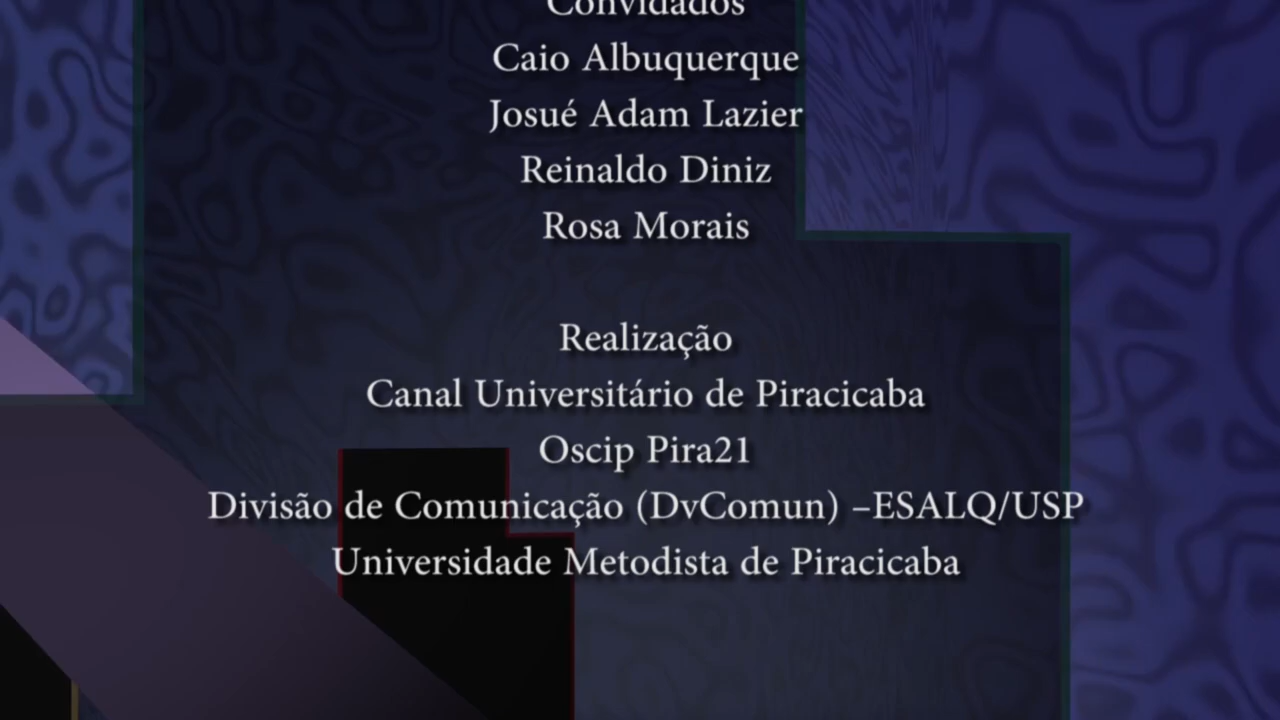 Convidados
Caio Albuquerque
Josué Adam Lazier
Reinaldo Diniz
Rosa Morais
Realização
Canal Universitário de Piracicaba
Oscip Pira21
Divisão de Comunicação (DvComun) –ESALQ/USP
Universidade Metodista de Piracicaba